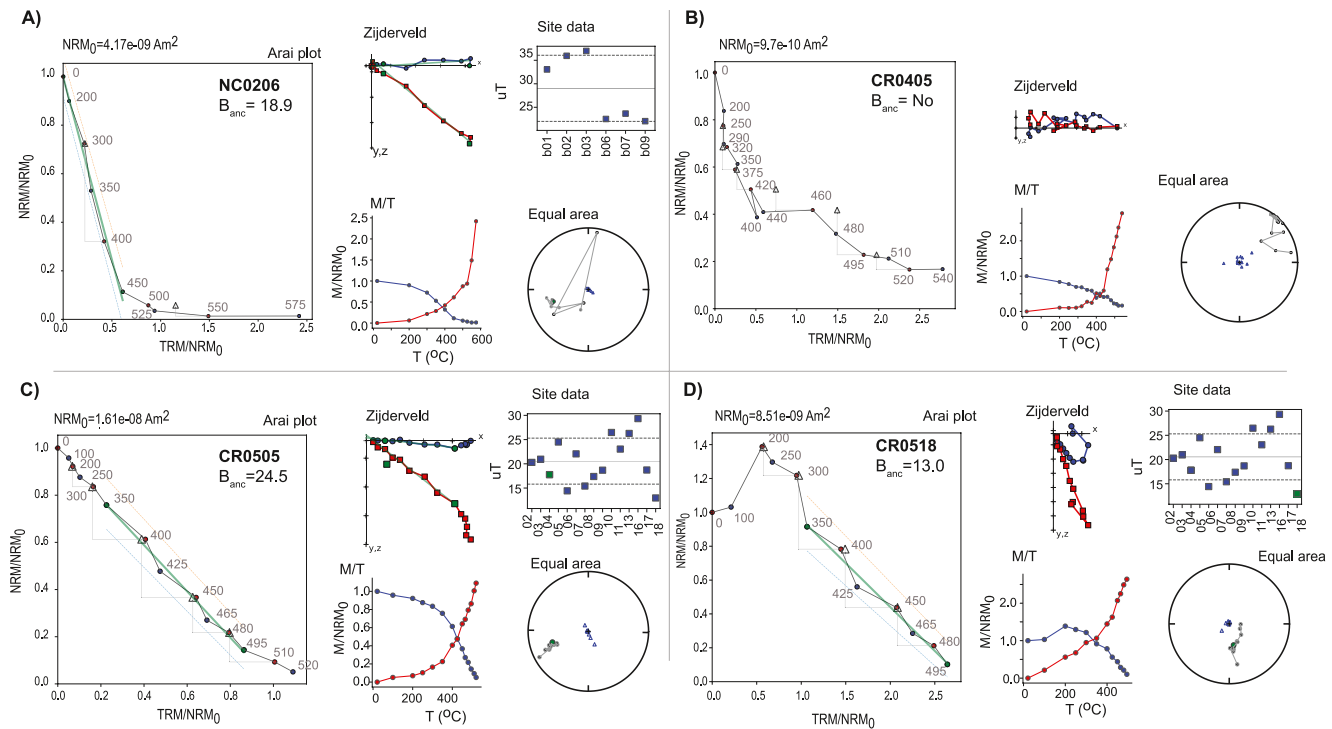 A)
NRM0=4.17e-09 Am2
Arai plot
NC0206
Banc= 18.9
NRM/NRM0
1.0
0.8
0.6
0.4
0.2
0.0
0
200
300
350
400
450
500
525
550
575
0.0 0.5 1.0 1.5 2.0 2.5
TRM/NRM0
Zijderveld
x
y,z
Site data
uT
35
25
b01 b02 b03 b06 b07 b09
M/T
M/NRM0
2.5
2.0
1.5
1.0
0.5
0.0
0 200 400 600
T (OC)
Equal area
B)
NRM0=9.7e-10 Am2
CR0405
Banc= No
NRM/NRM0
1.0
0.8
0.6
0.4
0.2
0.0
0
200
250
290
320
350
375
400
420
440
460
480
495
510
520
540
0.0 0.5 1.0 1.5 2.0 2.5
TRM/NRM0
Zijderveld
x
y,z
M/T
M/NRM0
2.5
2.0
1.5
1.0
0.5
0.0
0 200 400
T (OC)
Equal area
C)
NRM0=1.61e-08 Am2
Arai plot
CR0505
Banc= 24.5
NRM/NRM0
1.0
0.8
0.6
0.4
0.2
0.0
0
100
200
250
300
350
400
425
450
465
480
495
510
520
0.0 0.2 0.4 0.6 0.8 1.0
TRM/NRM0
Zijderveld
x
y,z
Site data
uT
30
25
20
15
02 03 04 05 06 07 08 09 10 11 13 16 17 18
M/T
M/NRM0
1.0
0.8
0.6
0.4
0.2
0.0
0 200 400
T (OC)
Equal area
D)
NRM0=8.51e-09 Am2
Arai plot
CR0518
Banc=13.0
NRM/NRM0
1.4
1.2
1.0
0.8
0.6
0.4
0.2
0.0
0
100
200
250
300
350
400
425
450
465
480
495
0.0 0.5 1.0 1.5 2.0 2.5
TRM/NRM0
Zijderveld
x
y,z
Site data
uT
30
25
20
15
02 03 04 05 06 07 08 09 10 11 13 16 17 18
M/T
M/NRM0
2.0
1.0
0.0
0 200 400
T (OC)
Equal area